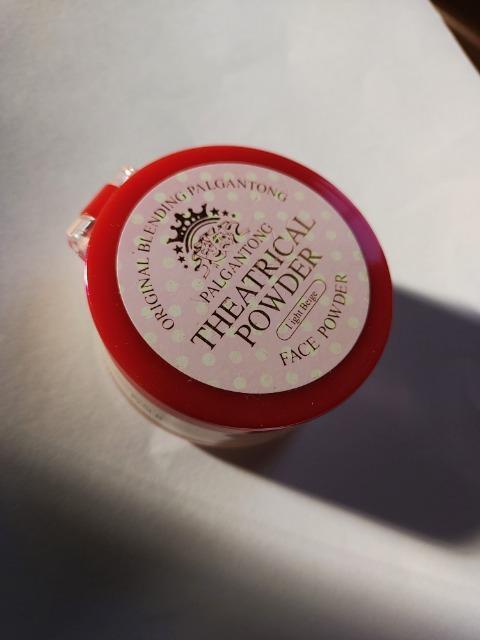 ORIGINAL BLENDING PALGANTONG
PALGANTONG
THEATRICAL
POWDER
Light Beige
FACE POWDER